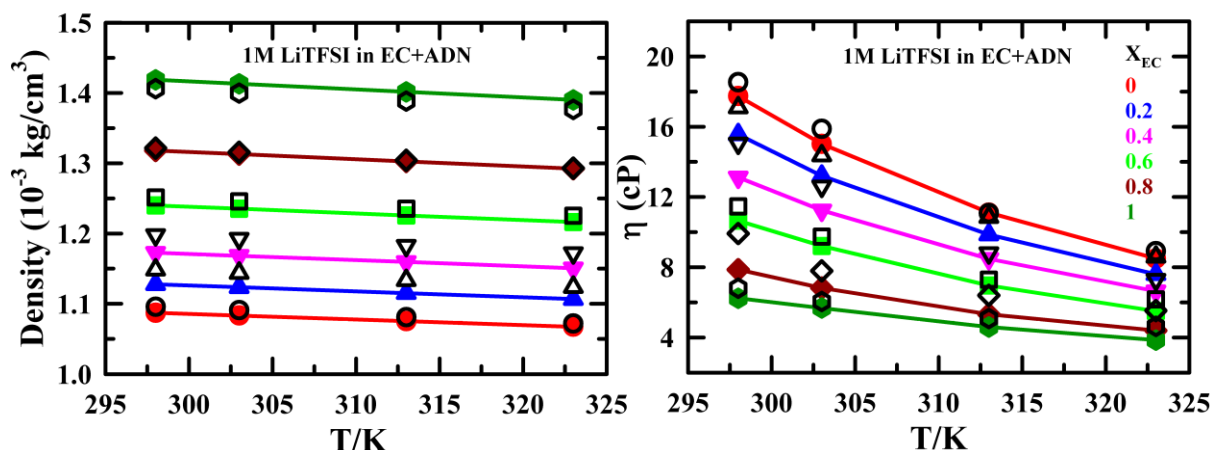 1M LiTFSI in EC+ADN
Density (10⁻³ kg/cm³)
1.5
1.4
1.3
1.2
1.1
1.0
295 300 305 310 315 320 325
T/K
1M LiTFSI in EC+ADN
X_EC
0
0.2
0.4
0.6
0.8
1
η (cP)
20
16
12
8
4
295 300 305 310 315 320 325
T/K